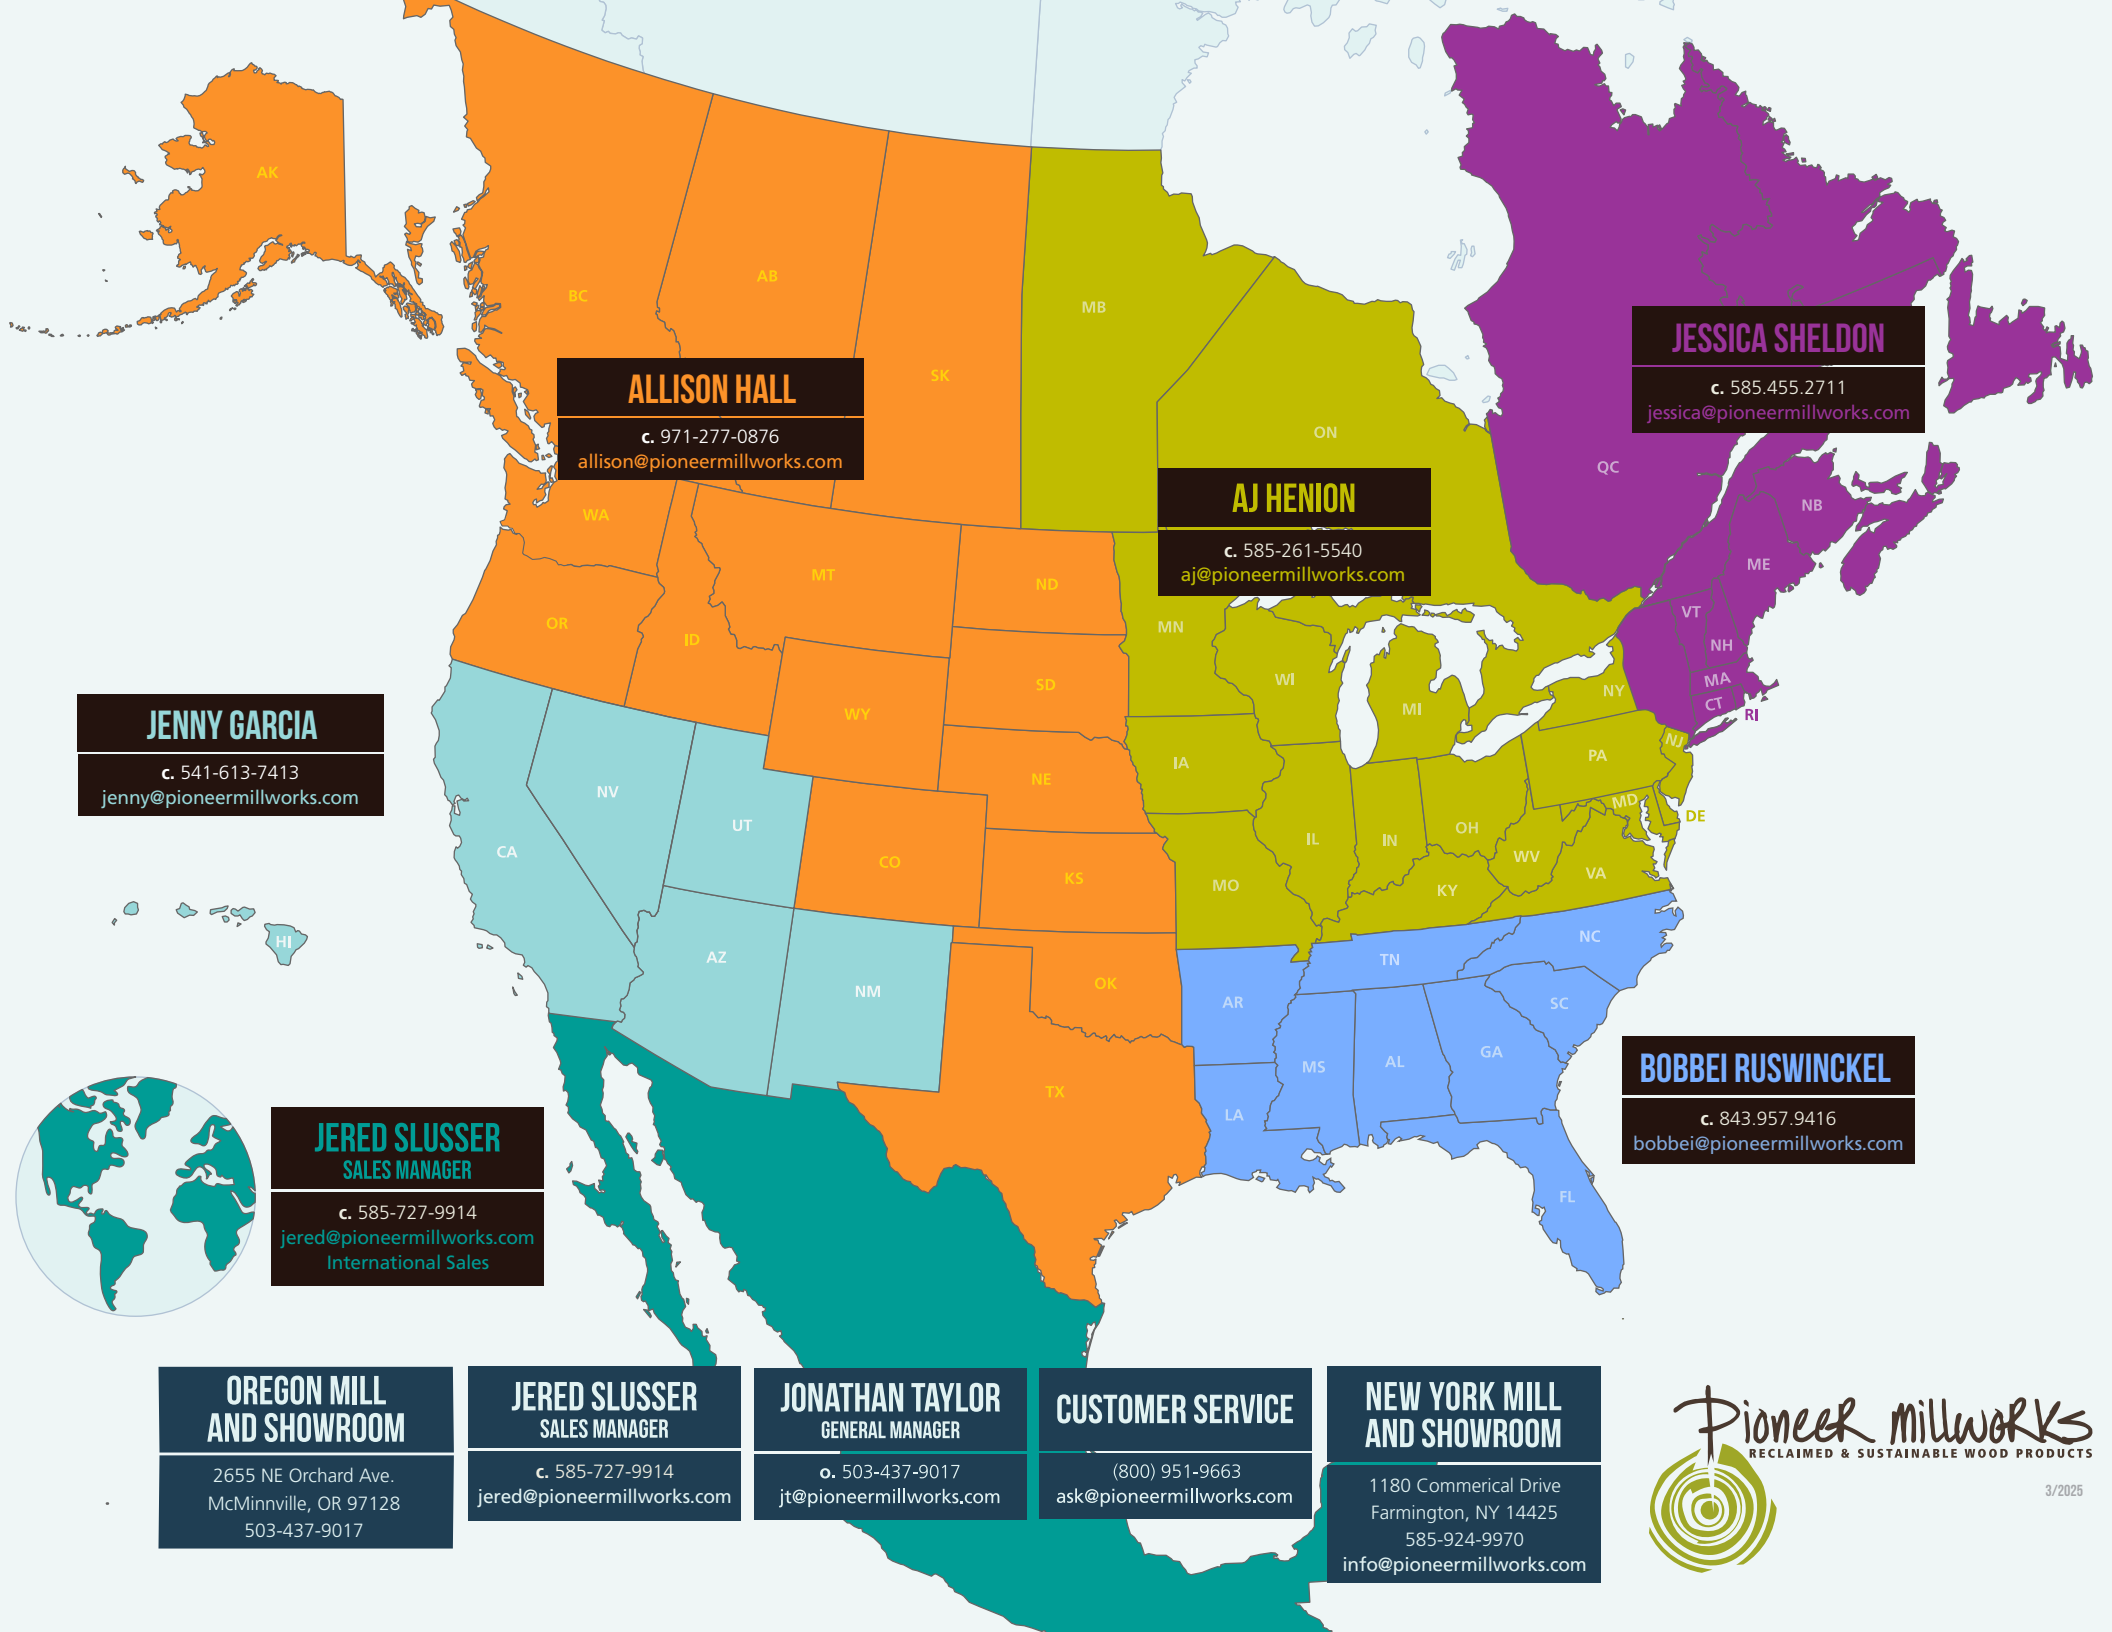 AK
BC
AB
SK
MB
ON
QC
NB
ALLISON HALL
c. 971-277-0876
allison@pioneermillworks.com
JESSICA SHELDON
c. 585.455.2711
jessica@pioneermillworks.com
AJ HENION
c. 585-261-5540
aj@pioneermillworks.com
WA
OR
ID
MT
ND
SD
WY
NE
CO
KS
OK
TX
MN
WI
MI
IA
IL
IN
OH
MO
KY
WV
VA
PA
NY
NJ
MD
DE
ME
VT
NH
MA
CT
RI
JENNY GARCIA
c. 541-613-7413
jenny@pioneermillworks.com
CA
NV
UT
AZ
NM
HI
AR
TN
NC
SC
MS
AL
GA
LA
FL
BOBBEI RUSWINCKEL
c. 843.957.9416
bobbei@pioneermillworks.com
JERED SLUSSER
SALES MANAGER
c. 585-727-9914
jered@pioneermillworks.com
International Sales
OREGON MILL
AND SHOWROOM
2655 NE Orchard Ave.
McMinnville, OR 97128
503-437-9017
JERED SLUSSER
SALES MANAGER
c. 585-727-9914
jered@pioneermillworks.com
JONATHAN TAYLOR
GENERAL MANAGER
o. 503-437-9017
jt@pioneermillworks.com
CUSTOMER SERVICE
(800) 951-9663
ask@pioneermillworks.com
NEW YORK MILL
AND SHOWROOM
1180 Commerical Drive
Farmington, NY 14425
585-924-9970
info@pioneermillworks.com
Pioneer Millworks
RECLAIMED & SUSTAINABLE WOOD PRODUCTS
3/2025